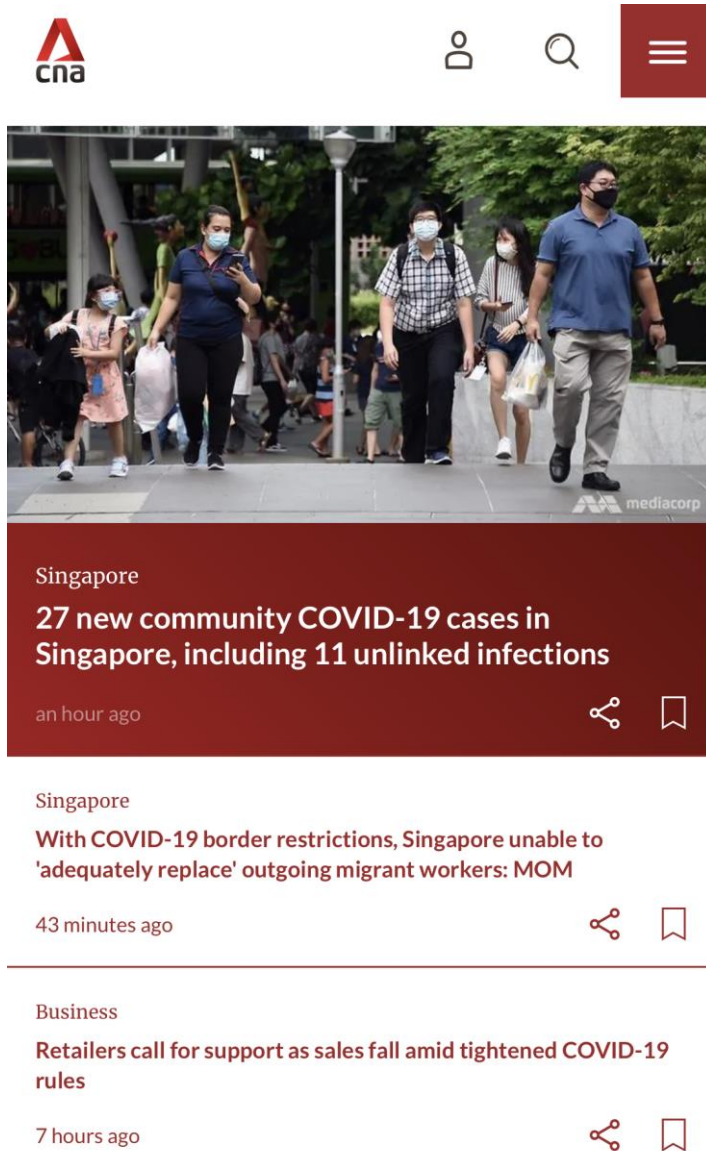 cna
mediacorp
Singapore
27 new community COVID-19 cases in
Singapore, including 11 unlinked infections
an hour ago
Singapore
With COVID-19 border restrictions, Singapore unable to
'adequately replace' outgoing migrant workers: MOM
43 minutes ago
Business
Retailers call for support as sales fall amid tightened COVID-19
rules
7 hours ago